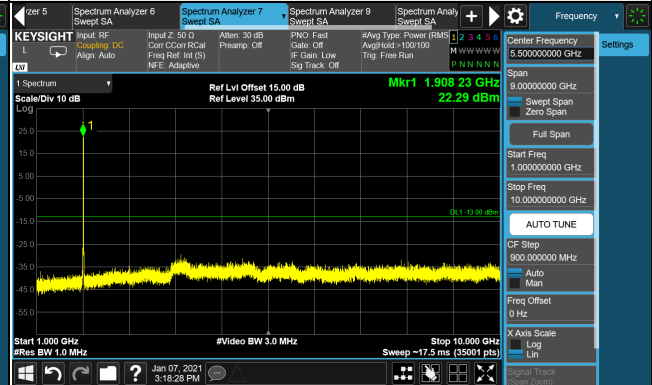 yzer 5
Swept SA
Spectrum Analyzer 6
Swept SA
Spectrum Analyzer 7
Swept SA
Spectrum Analyzer 9
Swept SA
Spectrum Analy
Swept SA
Frequency
KEYSIGHT
L
LXI
Input: RF
Coupling: DC
Align: Auto
Input Z: 50 Ω
Corr CCorr RCal
Freq Ref: Int (S)
NFE: Adaptive
Atten: 30 dB
Preamp: Off
PNO: Fast
Gate: Off
IF Gain: Low
Sig Track: Off
#Avg Type: Power (RMS
Avg|Hold:>100/100
Trig: Free Run
1 2 3 4 5 6
M W W W W W
P N N N N N
1 Spectrum
Scale/Div 10 dB
Log
Ref Lvl Offset 15.00 dB
Ref Level 35.00 dBm
Mkr1 1.908 23 GHz
22.29 dBm
1
25.0
15.0
5.00
-5.00
-15.0
DL1 -13.00 dBm
-25.0
-35.0
-45.0
-55.0
Start 1.000 GHz
#Res BW 1.0 MHz
#Video BW 3.0 MHz
Stop 10.000 GHz
Sweep ~17.5 ms (35001 pts)
Center Frequency
5.500000000 GHz
Settings
Span
9.00000000 GHz
Swept Span
Zero Span
Full Span
Start Freq
1.000000000 GHz
Stop Freq
10.000000000 GHz
AUTO TUNE
CF Step
900.000000 MHz
Auto
Man
Freq Offset
0 Hz
X Axis Scale
Log
Lin
Signal Track
(Span Zoom)
?
Jan 07, 2021
3:18:28 PM